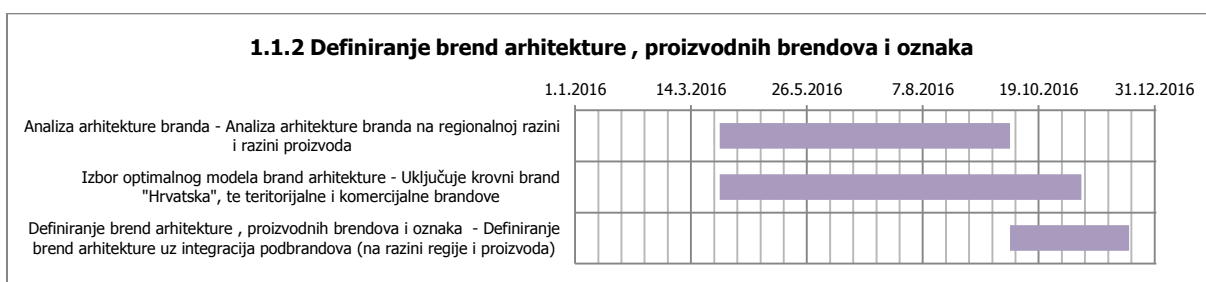 1.1.2 Definiranje brend arhitekture , proizvodnih brendova i oznaka
1.1.2016 14.3.2016 26.5.2016 7.8.2016 19.10.2016 31.12.2016
Analiza arhitekture branda - Analiza arhitekture branda na regionalnoj razini
i razini proizvoda
Izbor optimalnog modela brand arhitekture - Uključuje krovni brand
"Hrvatska", te teritorijalne i komercijalne brandove
Definiranje brend arhitekture , proizvodnih brendova i oznaka - Definiranje
brend arhitekture uz integracija podbrandova (na razini regije i proizvoda)